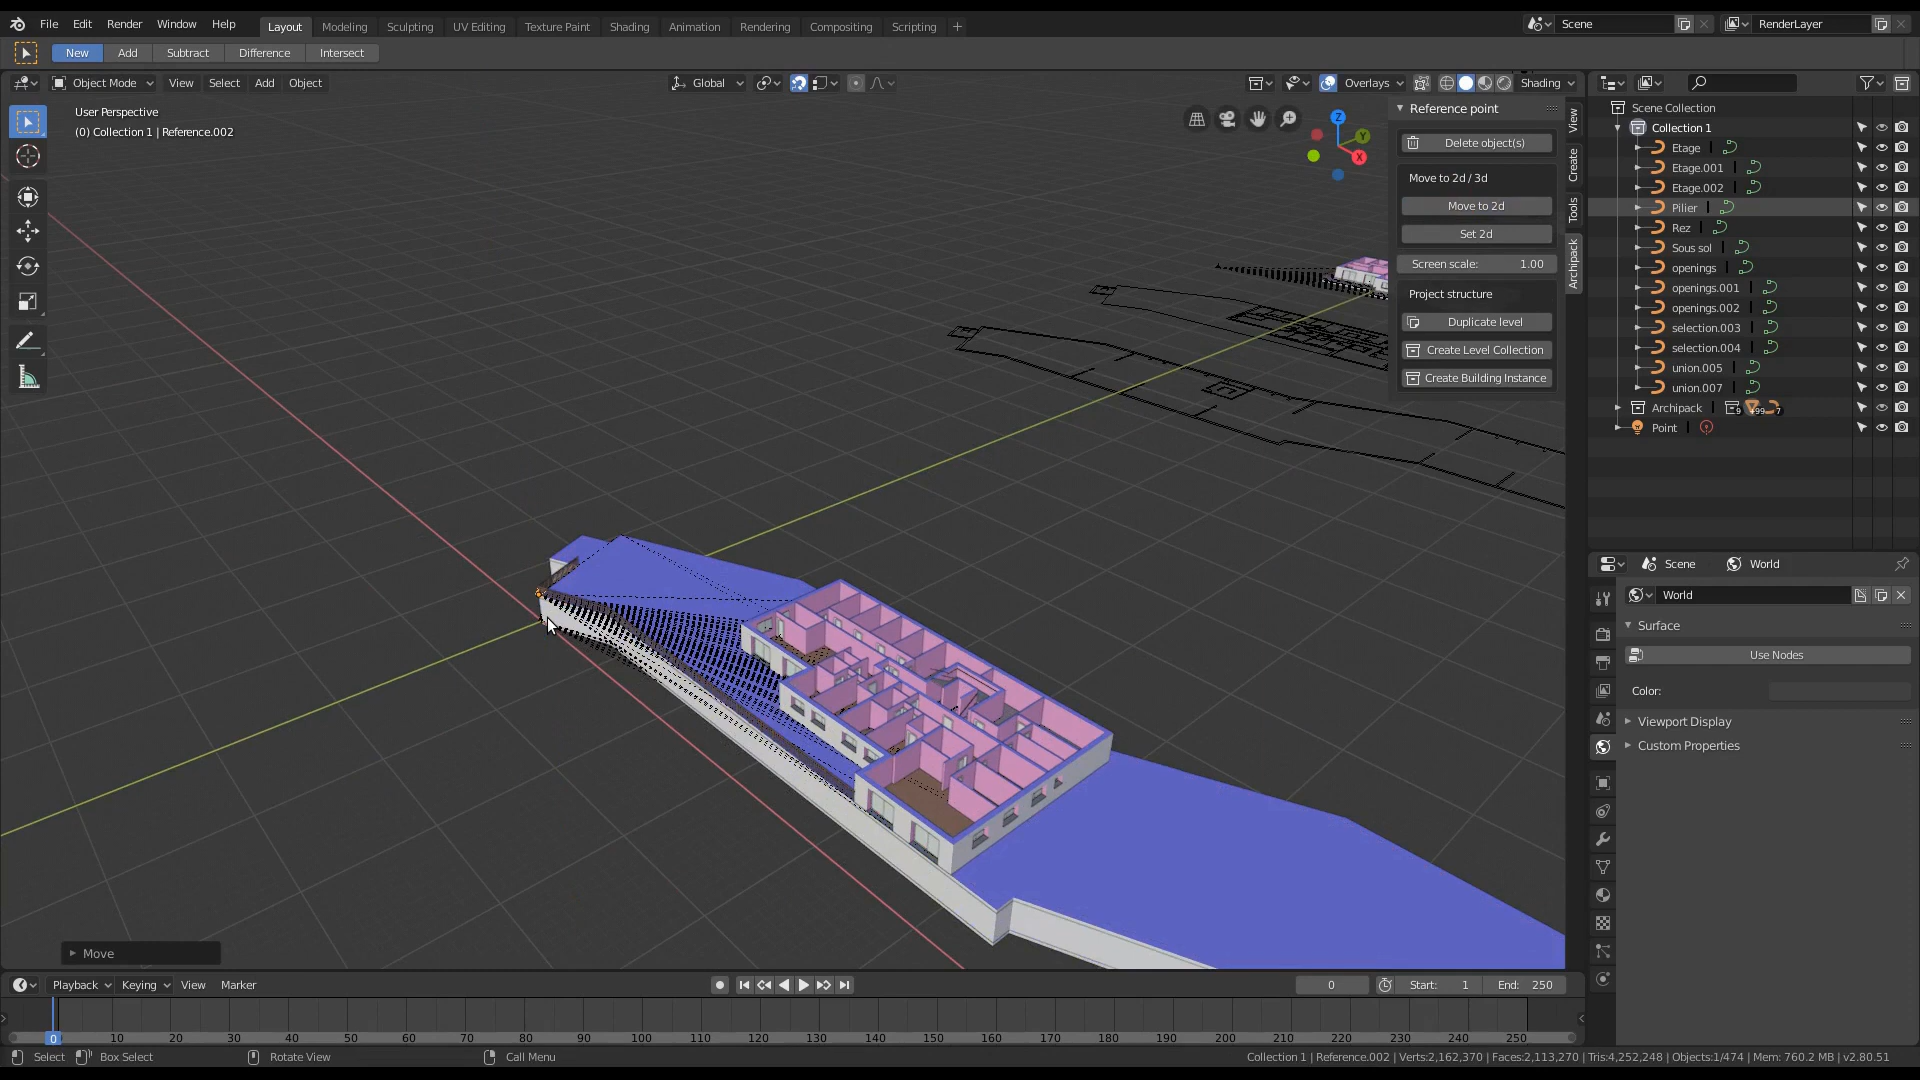 File Edit Render Window Help Layout Modeling Sculpting UV Editing Texture Paint Shading Animation Rendering Compositing Scripting + Scene RenderLayer
New Add Subtract Difference Intersect
Object Mode View Select Add Object Global Overlays Shading
User Perspective
(0) Collection 1 | Reference.002
Z
Y
X
Reference point
Delete object(s)
Move to 2d / 3d
Move to 2d
Set 2d
Screen scale: 1.00
Project structure
Duplicate level
Create Level Collection
Create Building Instance
View
Create
Tools
Archipack
Scene Collection
Collection 1
Etage
Etage.001
Etage.002
Pilier
Rez
Sous sol
openings
openings.001
openings.002
selection.003
selection.004
union.005
union.007
Archipack 9 +99 7
Point
Scene World
World
Surface
Use Nodes
Color:
Viewport Display
Custom Properties
Move
Playback Keying View Marker 0 Start: 1 End: 250
0 10 20 30 40 50 60 70 80 90 100 110 120 130 140 150 160 170 180 190 200 210 220 230 240 250
Select Box Select Rotate View Call Menu Collection 1 | Reference.002 | Verts:2,162,370 | Faces:2,113,270 | Tris:4,252,248 | Objects:1/474 | Mem: 760.2 MB | v2.80.51